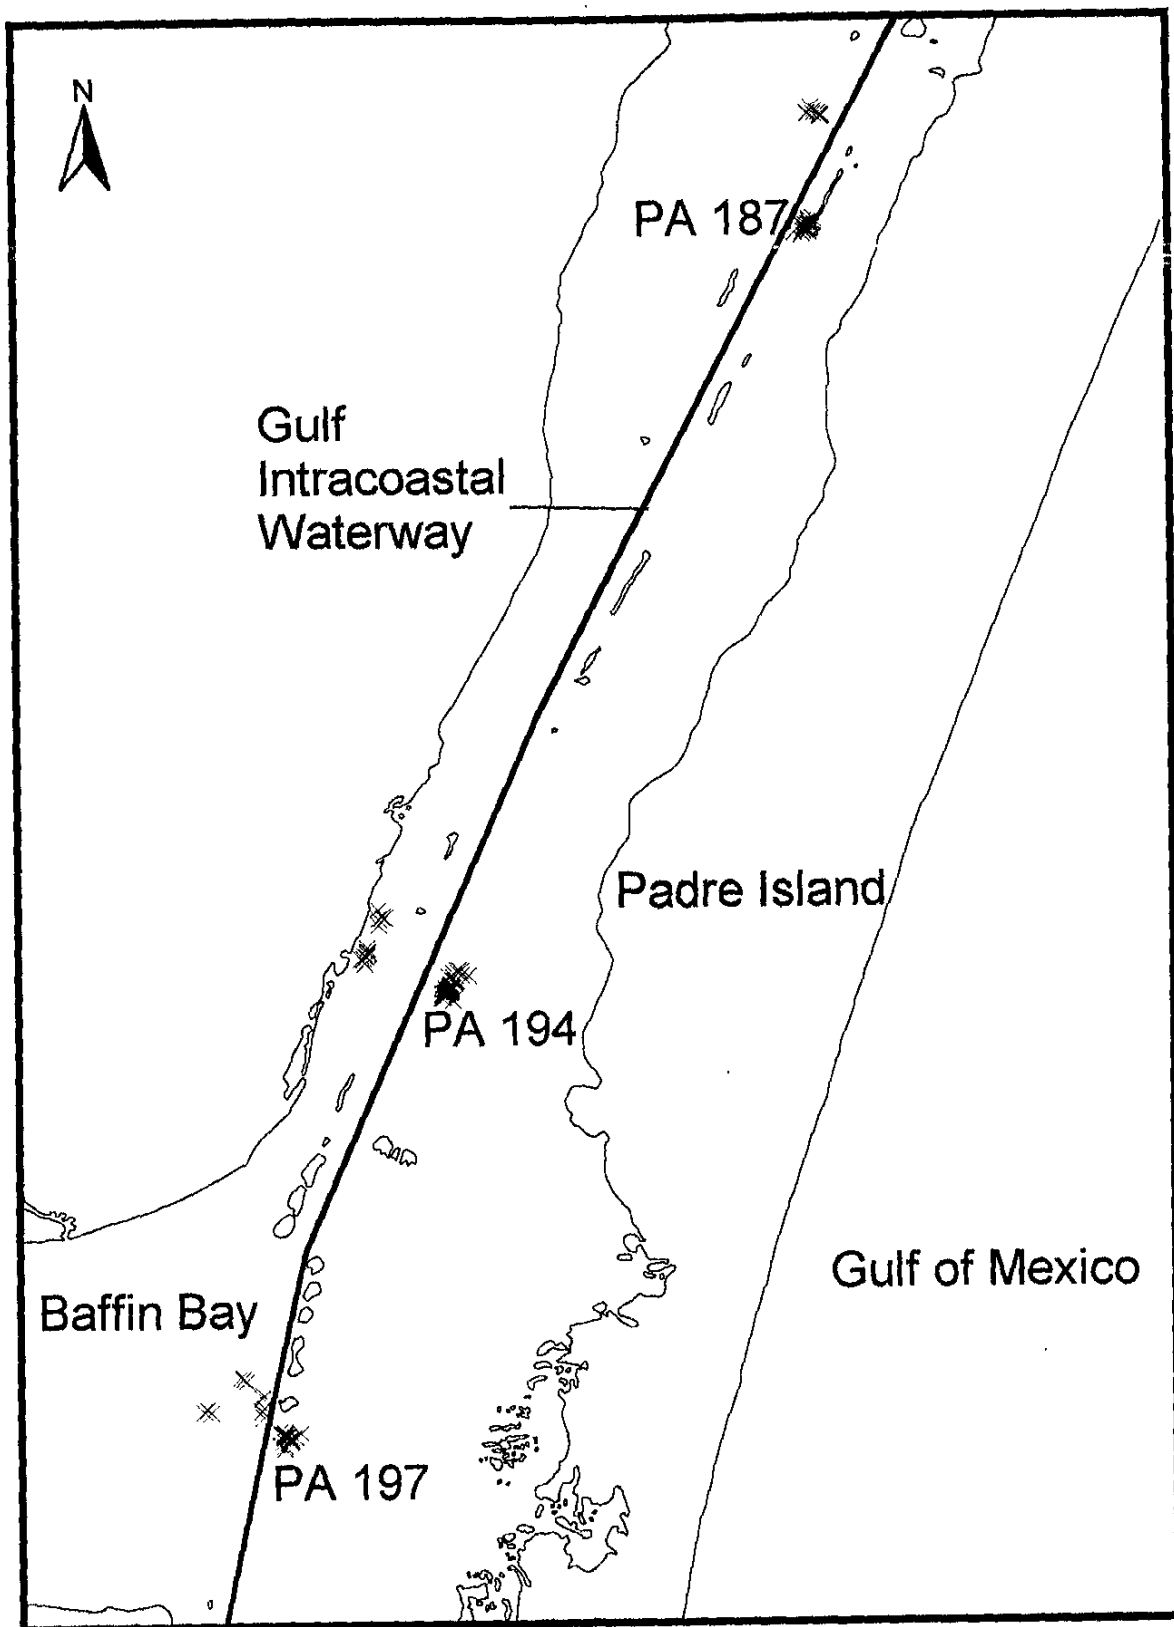 N
PA 187
Gulf
Intracoastal
Waterway
Padre Island
PA 194
Gulf of Mexico
Baffin Bay
PA 197